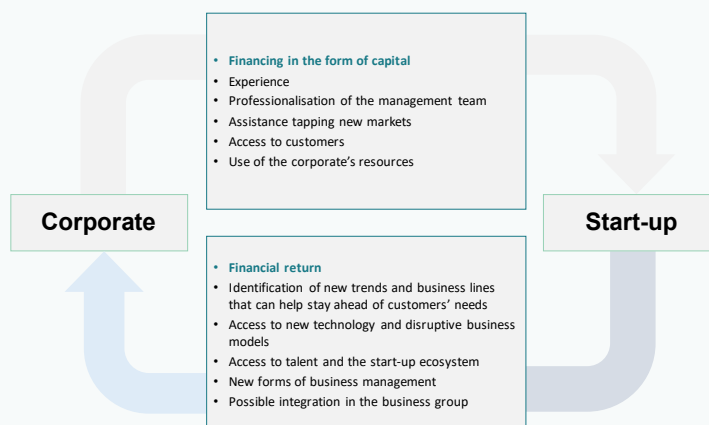 • Financing in the form of capital
• Experience
• Professionalisation of the management team
• Assistance tapping new markets
• Access to customers
• Use of the corporate's resources
Corporate
Start-up
• Financial return
• Identification of new trends and business lines
that can help stay ahead of customers' needs
• Access to new technology and disruptive business
models
• Access to talent and the start-up ecosystem
• New forms of business management
• Possible integration in the business group